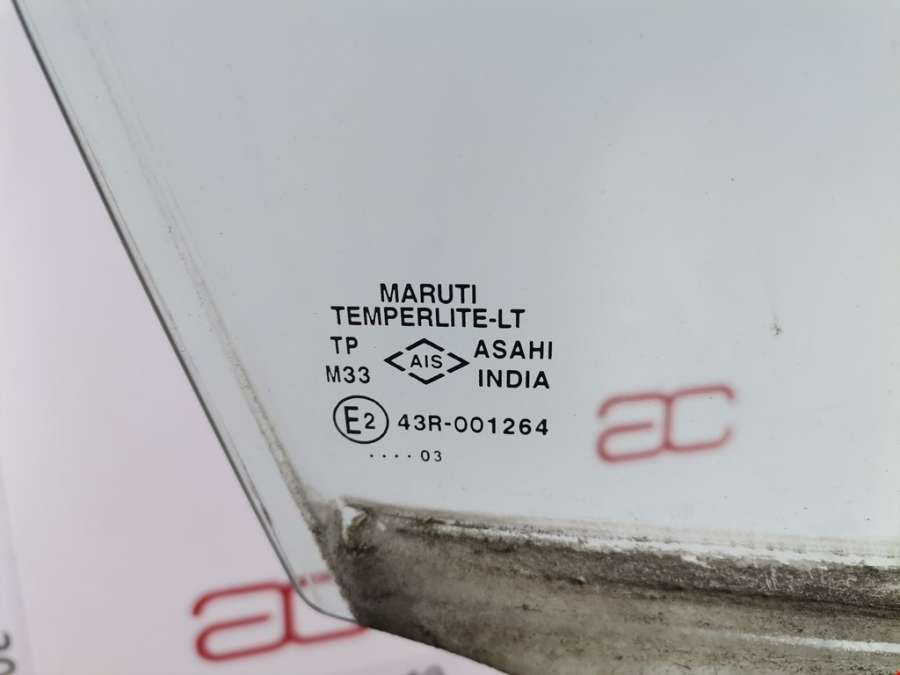 MARUTI
TEMPERLITE-LT
TP AIS ASAHI
M33 INDIA
E2 43R-001264
.... 03
ac
ac